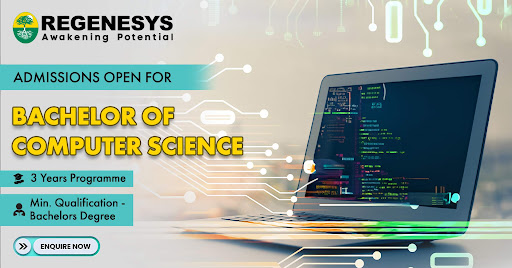 REGENESYS
Awakening Potential
ADMISSIONS OPEN FOR
BACHELOR OF
COMPUTER SCIENCE
3 Years Programme
Min. Qualification -
Bachelors Degree
ENQUIRE NOW